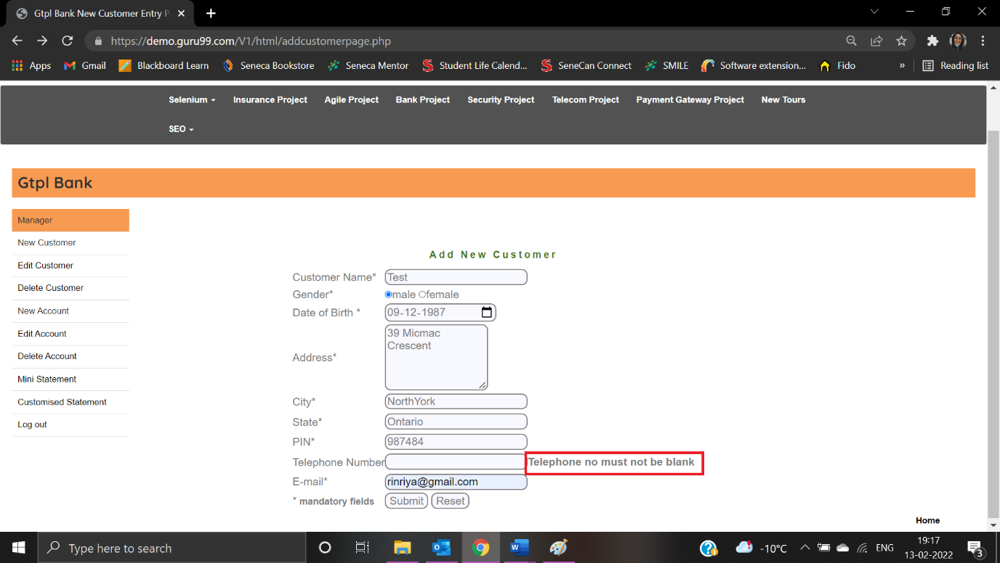 Gtpl Bank New Customer Entry P
https://demo.guru99.com/V1/html/addcustomerpage.php
Apps Gmail Blackboard Learn Seneca Bookstore Seneca Mentor Student Life Calend... SeneCan Connect SMILE Software extension... Fido » Reading list
Selenium Insurance Project Agile Project Bank Project Security Project Telecom Project Payment Gateway Project New Tours
SEO
Gtpl Bank
Manager
New Customer
Edit Customer
Delete Customer
New Account
Edit Account
Delete Account
Mini Statement
Customised Statement
Log out
Add New Customer
Customer Name* Test
Gender* male female
Date of Birth * 09-12-1987
Address* 39 Micmac
Crescent
City* NorthYork
State* Ontario
PIN* 987484
Telephone Number Telephone no must not be blank
E-mail* rinriya@gmail.com
* mandatory fields Submit Reset
Home
Type here to search
-10°C ENG 19:17
13-02-2022 3